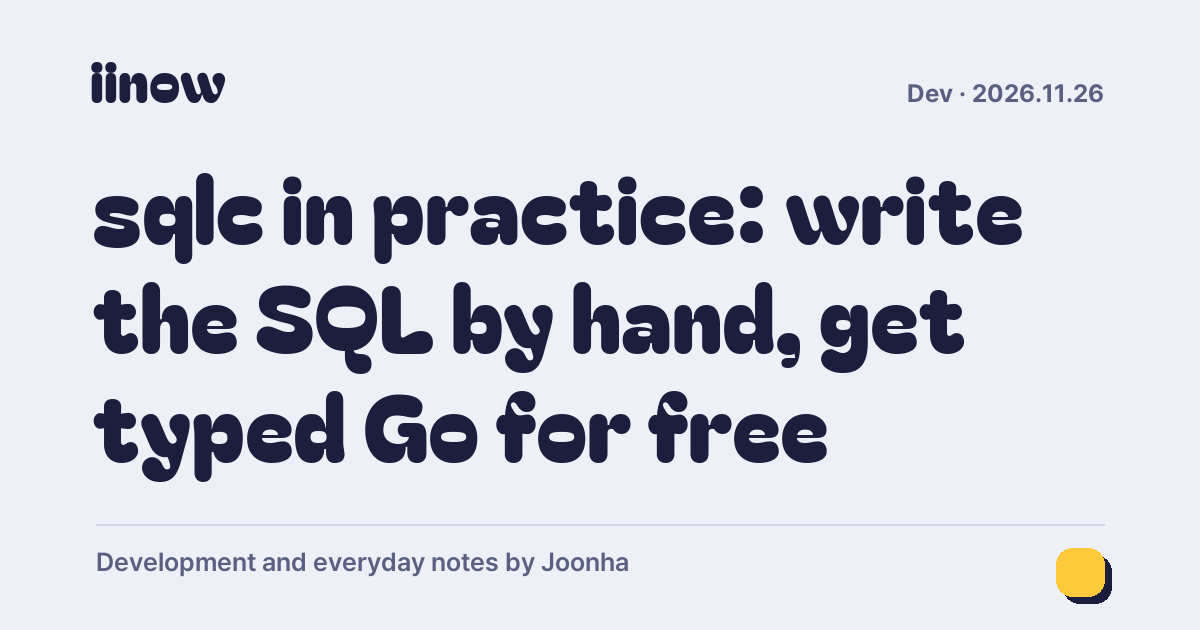 iinow
Dev · 2026.11.26
sqlc in practice: write
the SQL by hand, get
typed Go for free
Development and everyday notes by Joonha